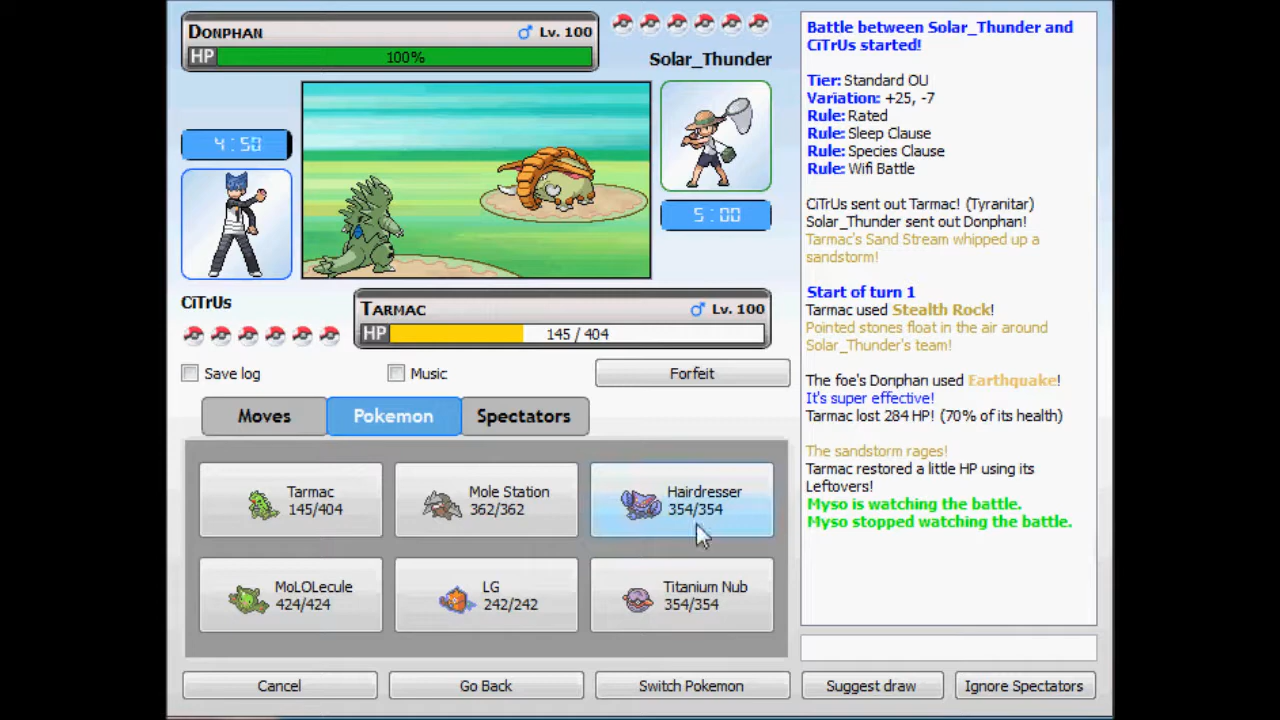 DONPHAN ♂ Lv. 100
HP 100%
Solar_Thunder
4:50
5:00
CiTrUs
TARMAC ♂ Lv. 100
HP 145 / 404
Save log
Music
Forfeit
Moves
Pokemon
Spectators
Tarmac
145/404
Mole Station
362/362
Hairdresser
354/354
MoLOLecule
424/424
LG
242/242
Titanium Nub
354/354
Cancel
Go Back
Switch Pokemon
Suggest draw
Ignore Spectators
Battle between Solar_Thunder and
CiTrUs started!
Tier: Standard OU
Variation: +25, -7
Rule: Rated
Rule: Sleep Clause
Rule: Species Clause
Rule: Wifi Battle
CiTrUs sent out Tarmac! (Tyranitar)
Solar_Thunder sent out Donphan!
Tarmac's Sand Stream whipped up a
sandstorm!
Start of turn 1
Tarmac used Stealth Rock!
Pointed stones float in the air around
Solar_Thunder's team!
The foe's Donphan used Earthquake!
It's super effective!
Tarmac lost 284 HP! (70% of its health)
The sandstorm rages!
Tarmac restored a little HP using its
Leftovers!
Myso is watching the battle.
Myso stopped watching the battle.